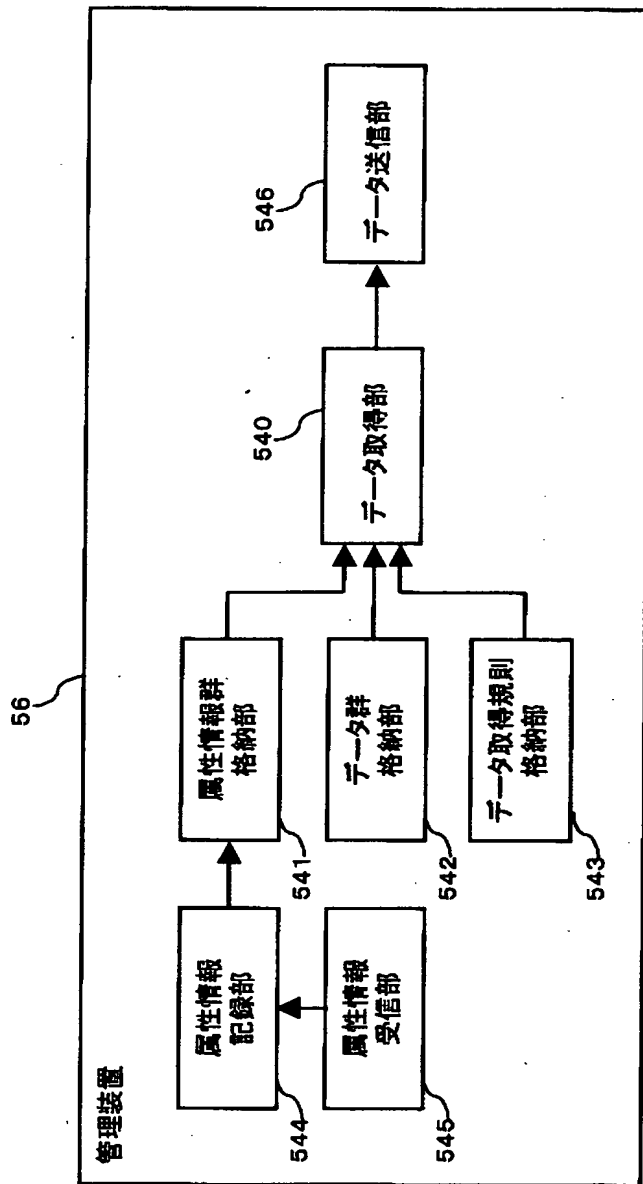 56
管理装置
属性情報
記録部
544
属性情報
受信部
545
属性情報群
格納部
541
データ群
格納部
542
データ取得規則
格納部
543
データ取得部
540
データ送信部
546